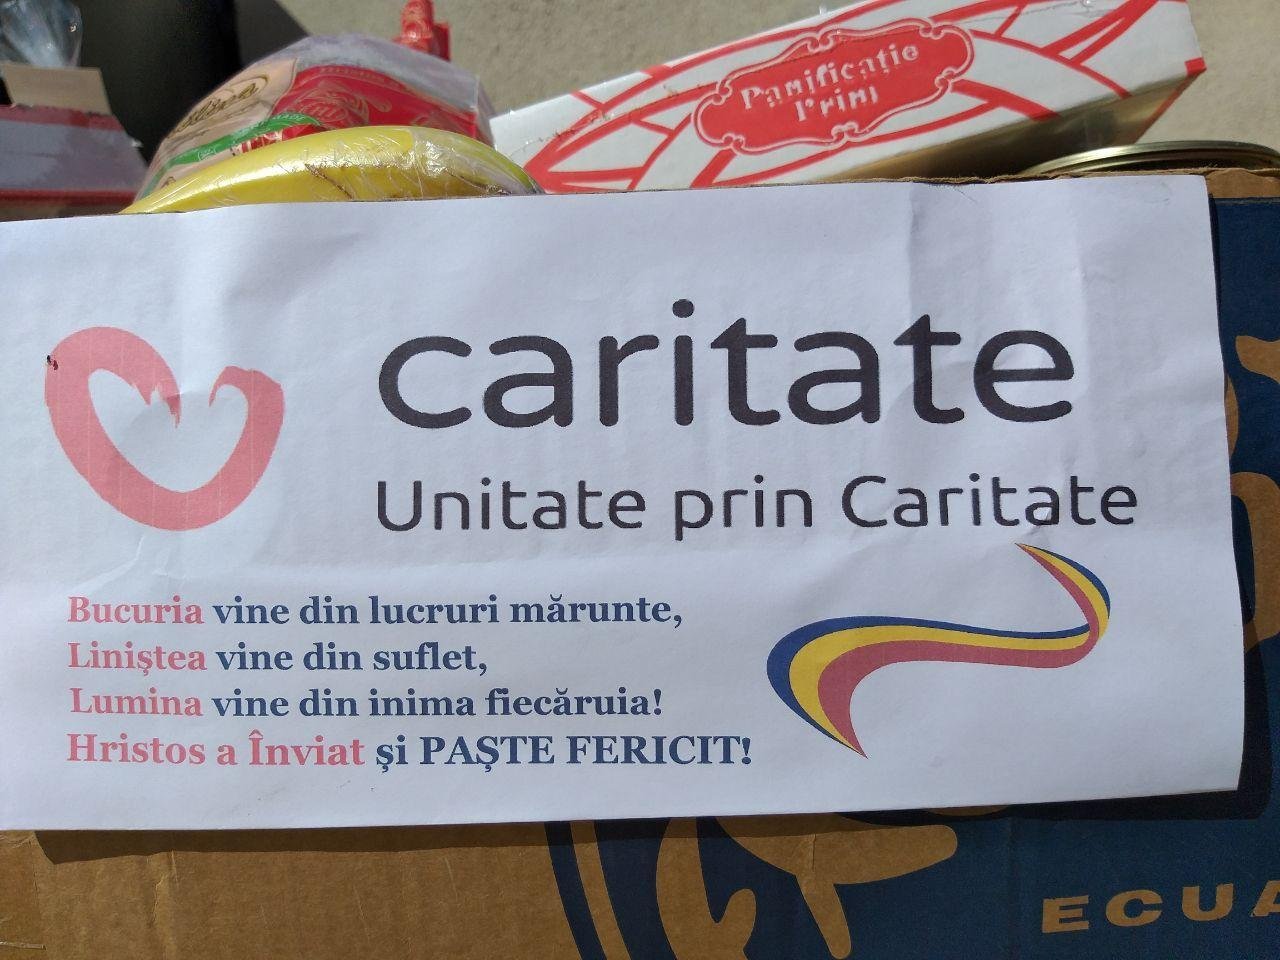 Panificație
Prim
caritate
Unitate prin Caritate
Bucuria vine din lucruri mărunte,
Liniștea vine din suflet,
Lumina vine din inima fiecăruia!
Hristos a Înviat și PAȘTE FERICIT!
ECUA